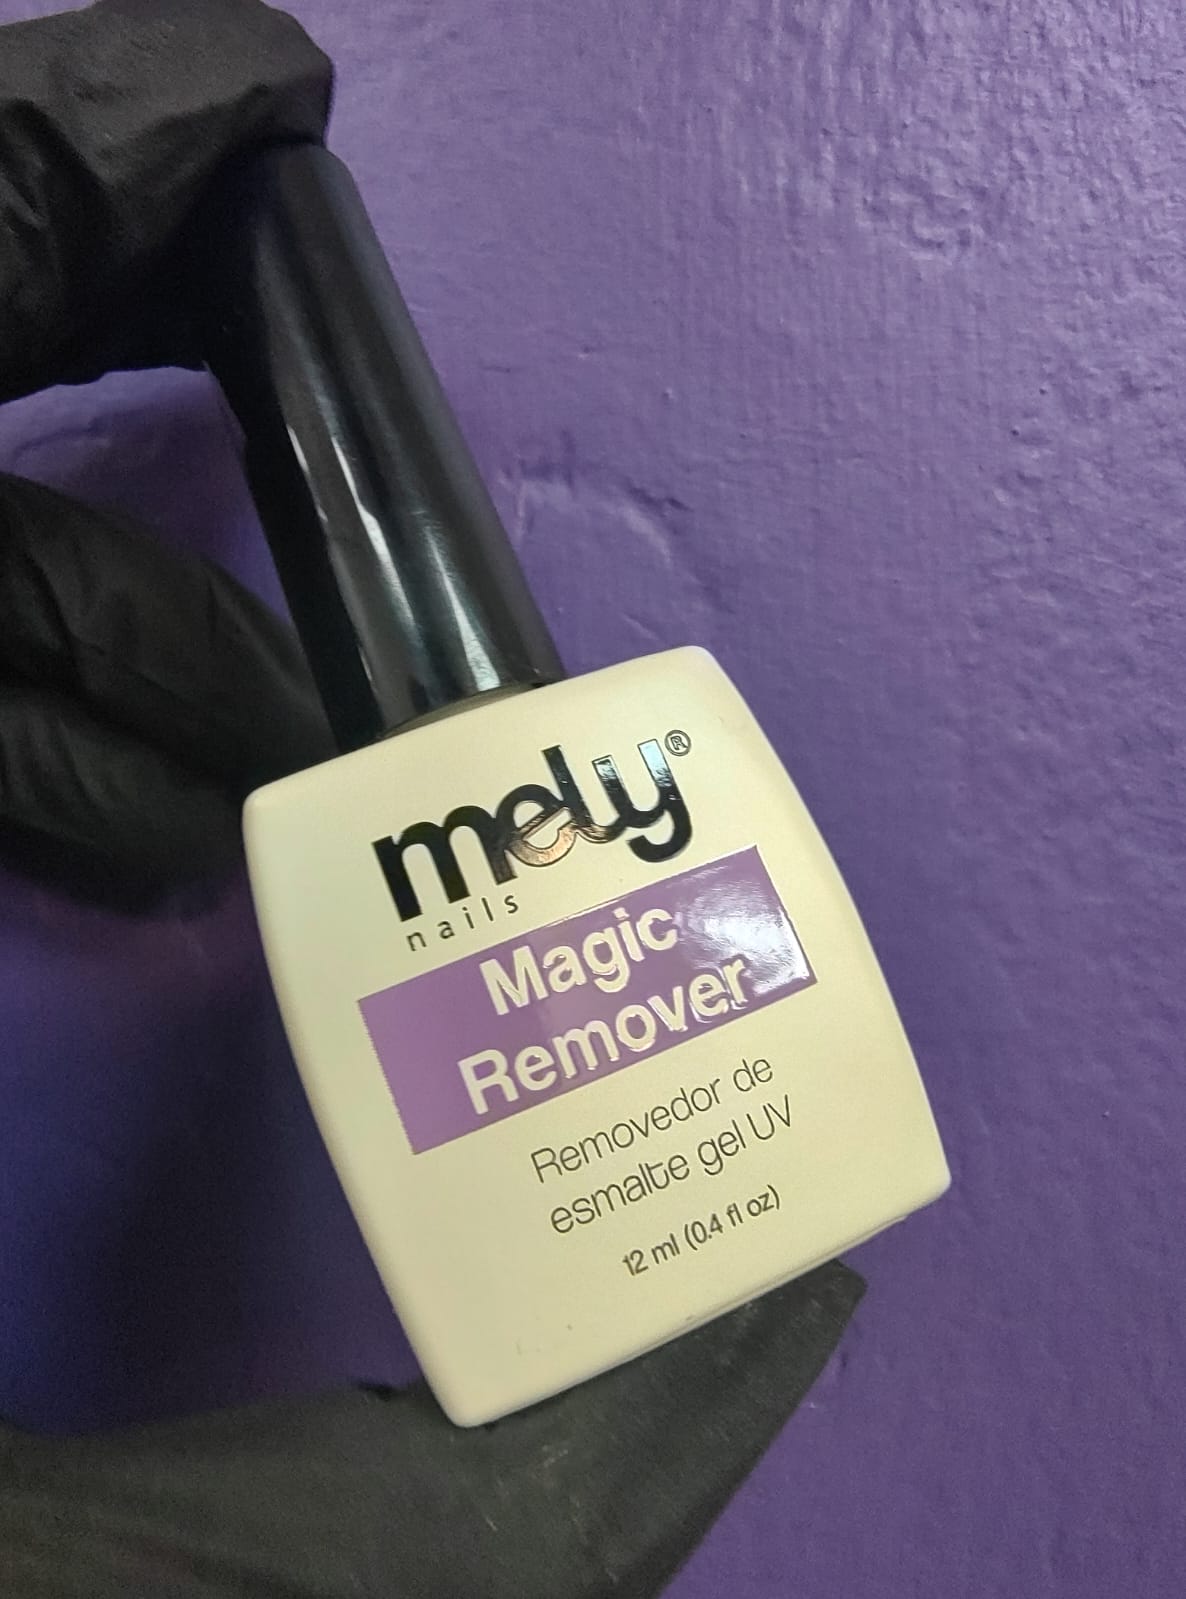 mely®
nails
Magic
Remover
Removedor de
esmalte gel UV
12 ml (0.4 fl oz)